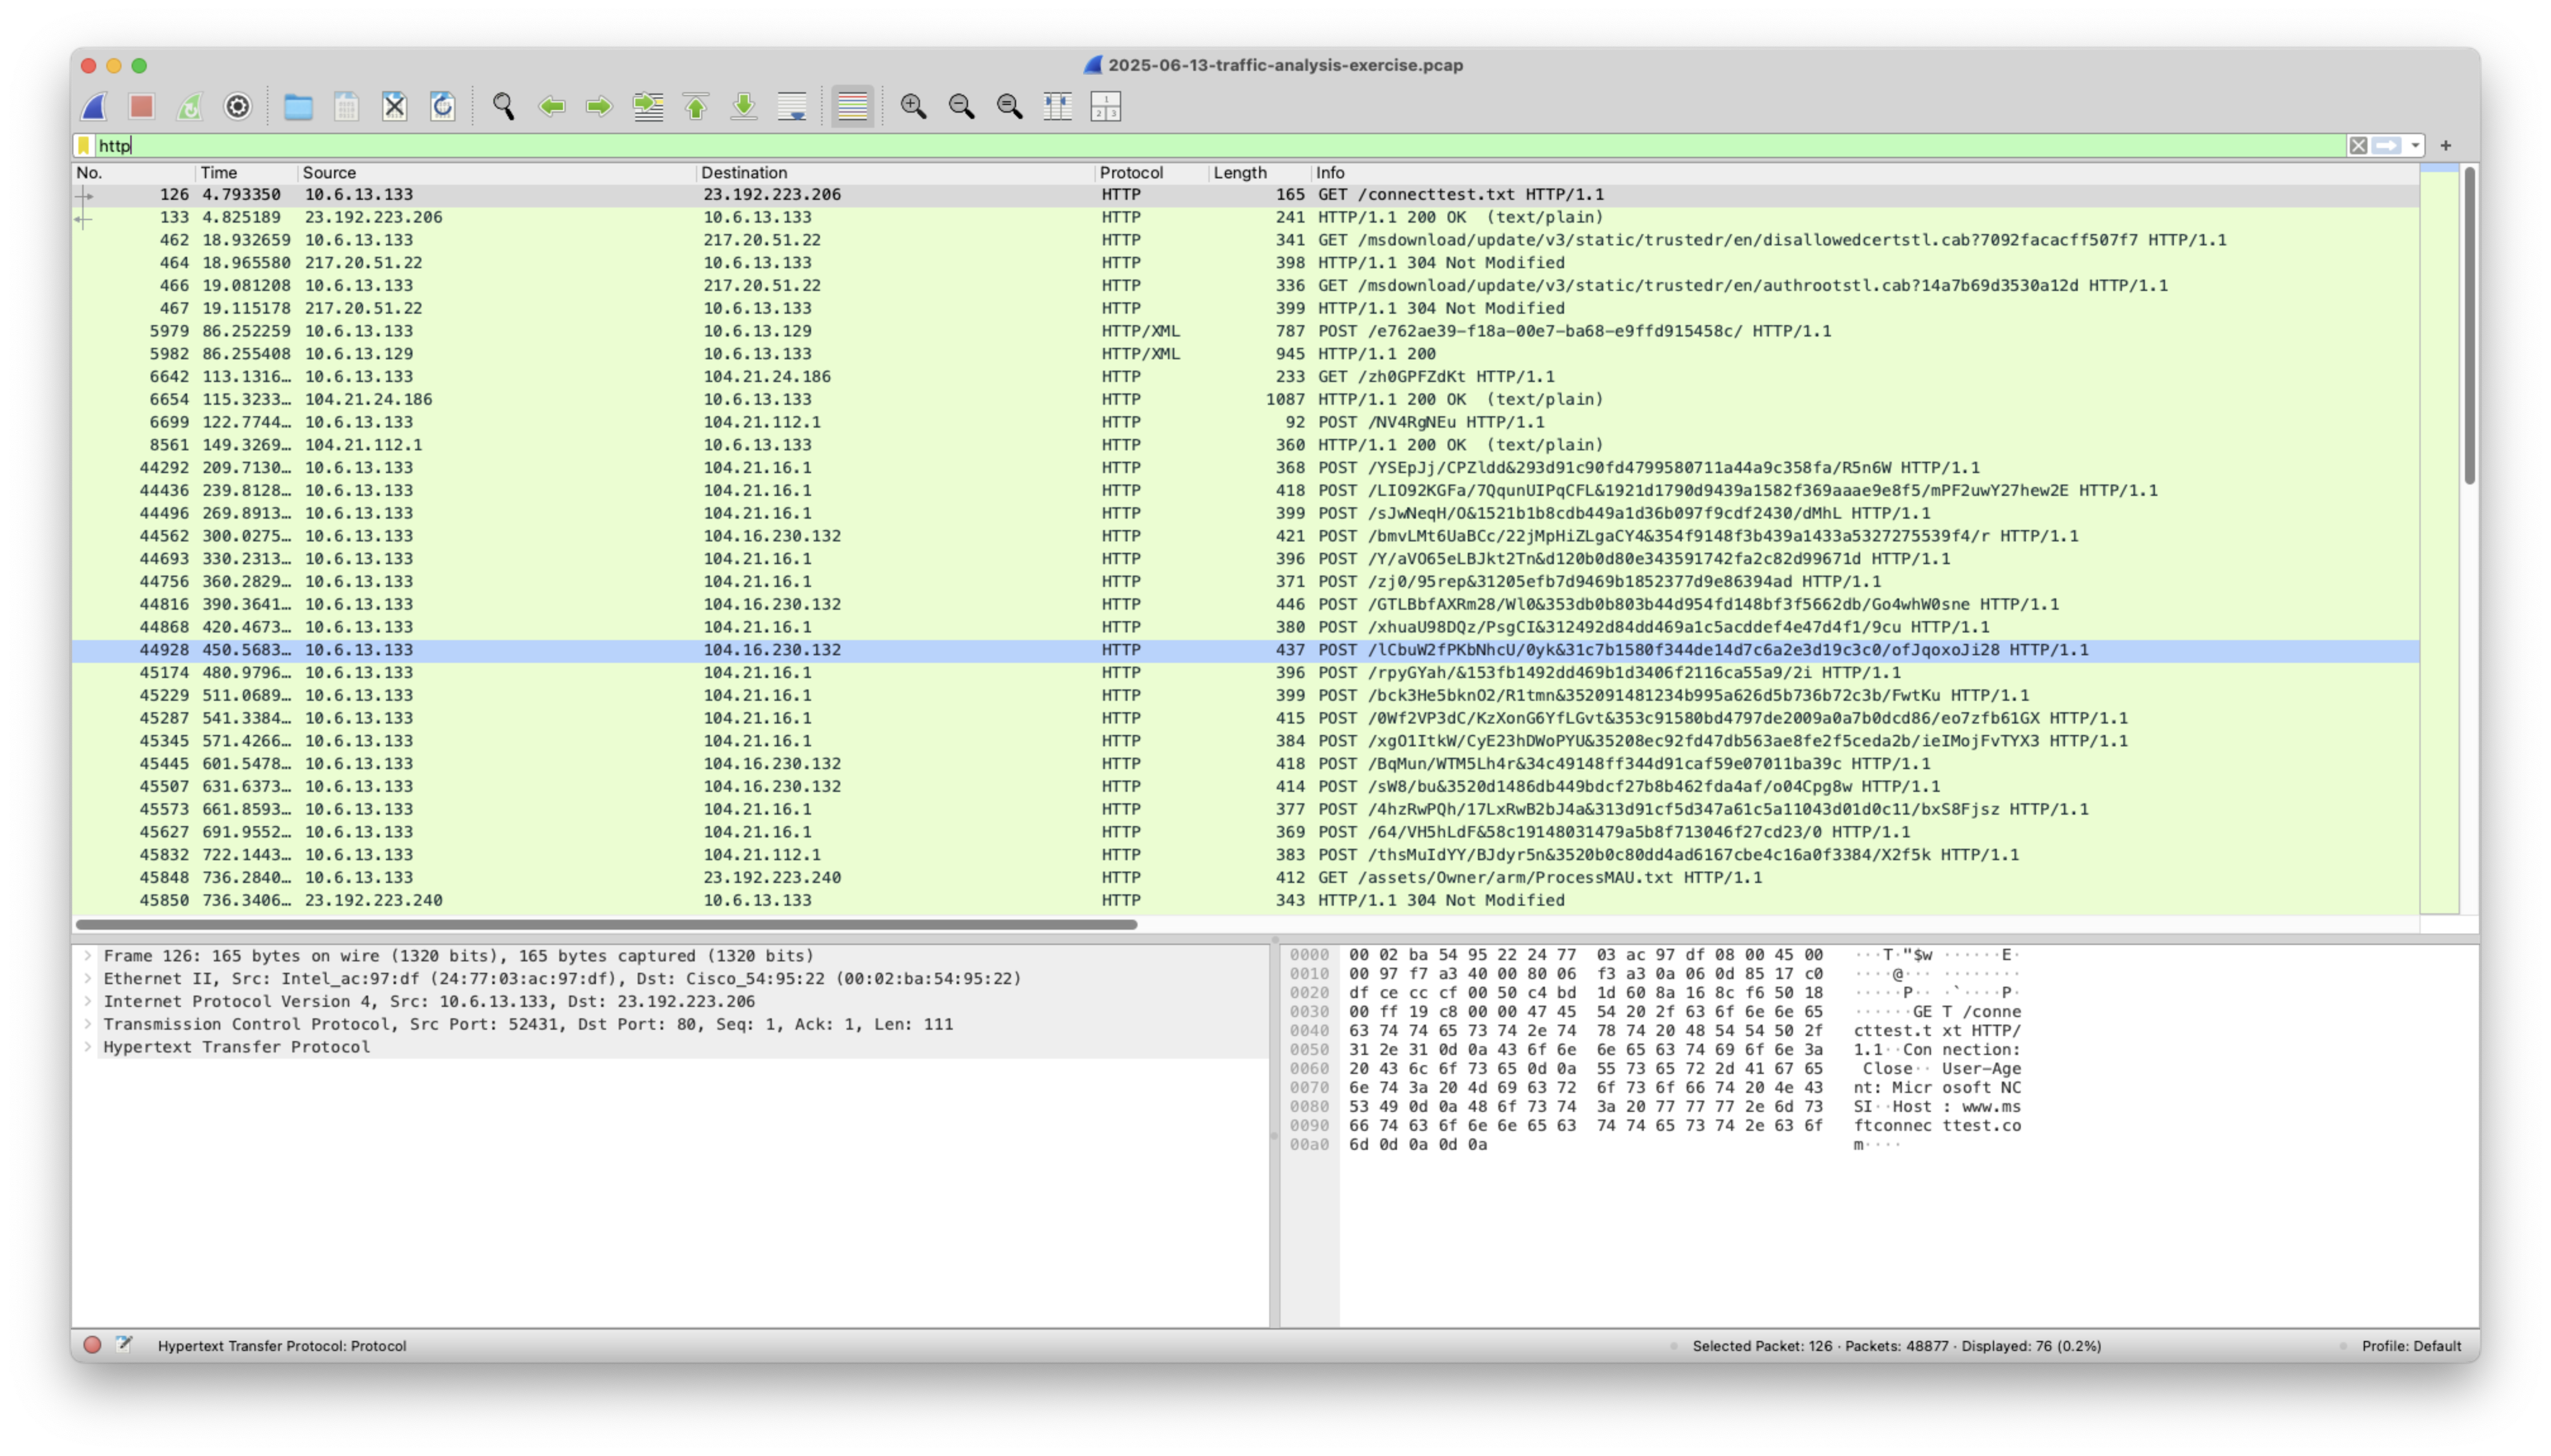 2025-06-13-traffic-analysis-exercise.pcap
http
No. Time Source Destination Protocol Length Info
126 4.793350 10.6.13.133 23.192.223.206 HTTP 165 GET /connecttest.txt HTTP/1.1
133 4.825189 23.192.223.206 10.6.13.133 HTTP 241 HTTP/1.1 200 OK (text/plain)
462 18.932659 10.6.13.133 217.20.51.22 HTTP 341 GET /msdownload/update/v3/static/trustedr/en/disallowedcertstl.cab?7092facacff507f7 HTTP/1.1
464 18.965580 217.20.51.22 10.6.13.133 HTTP 398 HTTP/1.1 304 Not Modified
466 19.081208 10.6.13.133 217.20.51.22 HTTP 336 GET /msdownload/update/v3/static/trustedr/en/authrootstl.cab?14a7b69d3530a12d HTTP/1.1
467 19.115178 217.20.51.22 10.6.13.133 HTTP 399 HTTP/1.1 304 Not Modified
5979 86.252259 10.6.13.133 10.6.13.129 HTTP/XML 787 POST /e762ae39-f18a-00e7-ba68-e9ffd915458c/ HTTP/1.1
5982 86.255408 10.6.13.129 10.6.13.133 HTTP/XML 945 HTTP/1.1 200
6642 113.1316… 10.6.13.133 104.21.24.186 HTTP 233 GET /zh0GPFZdKt HTTP/1.1
6654 115.3233… 104.21.24.186 10.6.13.133 HTTP 1087 HTTP/1.1 200 OK (text/plain)
6699 122.7744… 10.6.13.133 104.21.112.1 HTTP 92 POST /NV4RgNEu HTTP/1.1
8561 149.3269… 104.21.112.1 10.6.13.133 HTTP 360 HTTP/1.1 200 OK (text/plain)
44292 209.7130… 10.6.13.133 104.21.16.1 HTTP 368 POST /YSEpJj/CPZldd&293d91c90fd4799580711a44a9c358fa/R5n6W HTTP/1.1
44436 239.8128… 10.6.13.133 104.21.16.1 HTTP 418 POST /LIO92KGFa/7QqunUIPqCFL&1921d1790d9439a1582f369aaae9e8f5/mPF2uwY27hew2E HTTP/1.1
44496 269.8913… 10.6.13.133 104.21.16.1 HTTP 399 POST /sJwNeqH/O&1521b1b8cdb449a1d36b097f9cdf2430/dMhL HTTP/1.1
44562 300.0275… 10.6.13.133 104.16.230.132 HTTP 421 POST /bmvLMt6UaBCc/22jMpHiZLgaCY4&354f9148f3b439a1433a5327275539f4/r HTTP/1.1
44693 330.2313… 10.6.13.133 104.21.16.1 HTTP 396 POST /Y/aVO65eLBJkt2Tn&d120b0d80e343591742fa2c82d99671d HTTP/1.1
44756 360.2829… 10.6.13.133 104.21.16.1 HTTP 371 POST /zj0/95rep&31205efb7d9469b1852377d9e86394ad HTTP/1.1
44816 390.3641… 10.6.13.133 104.16.230.132 HTTP 446 POST /GTLBbfAXRm28/Wl0&353db0b803b44d954fd148bf3f5662db/Go4whW0sne HTTP/1.1
44868 420.4673… 10.6.13.133 104.21.16.1 HTTP 380 POST /xhuaU98DQz/PsgCI&312492d84dd469a1c5acddef4e47d4f1/9cu HTTP/1.1
44928 450.5683… 10.6.13.133 104.16.230.132 HTTP 437 POST /lCbuW2fPKbNhcU/0yk&31c7b1580f344de14d7c6a2e3d19c3c0/ofJqoxoJi28 HTTP/1.1
45174 480.9796… 10.6.13.133 104.21.16.1 HTTP 396 POST /rpyGYah/&153fb1492dd469b1d3406f2116ca55a9/2i HTTP/1.1
45229 511.0689… 10.6.13.133 104.21.16.1 HTTP 399 POST /bck3He5bknO2/R1tmn&352091481234b995a626d5b736b72c3b/FwtKu HTTP/1.1
45287 541.3384… 10.6.13.133 104.21.16.1 HTTP 415 POST /0Wf2VP3dC/KzXonG6YfLGvt&353c91580bd4797de2009a0a7b0dcd86/eo7zfb61GX HTTP/1.1
45345 571.4266… 10.6.13.133 104.21.16.1 HTTP 384 POST /xgO1ItkW/CyE23hDWoPYU&35208ec92fd47db563ae8fe2f5ceda2b/ieIMojFvTYX3 HTTP/1.1
45445 601.5478… 10.6.13.133 104.16.230.132 HTTP 418 POST /BqMun/WTM5Lh4r&34c49148ff344d91caf59e07011ba39c HTTP/1.1
45507 631.6373… 10.6.13.133 104.16.230.132 HTTP 414 POST /sW8/bu&3520d1486db449bdcf27b8b462fda4af/o04Cpg8w HTTP/1.1
45573 661.8593… 10.6.13.133 104.21.16.1 HTTP 377 POST /4hzRwPQh/17LxRwB2bJ4a&313d91cf5d347a61c5a11043d01d0c11/bxS8Fjsz HTTP/1.1
45627 691.9552… 10.6.13.133 104.21.16.1 HTTP 369 POST /64/VH5hLdF&58c19148031479a5b8f713046f27cd23/0 HTTP/1.1
45832 722.1443… 10.6.13.133 104.21.112.1 HTTP 383 POST /thsMuIdYY/BJdyr5n&3520b0c80dd4ad6167cbe4c16a0f3384/X2f5k HTTP/1.1
45848 736.2840… 10.6.13.133 23.192.223.240 HTTP 412 GET /assets/Owner/arm/ProcessMAU.txt HTTP/1.1
45850 736.3406… 23.192.223.240 10.6.13.133 HTTP 343 HTTP/1.1 304 Not Modified
Frame 126: 165 bytes on wire (1320 bits), 165 bytes captured (1320 bits)
Ethernet II, Src: Intel_ac:97:df (24:77:03:ac:97:df), Dst: Cisco_54:95:22 (00:02:ba:54:95:22)
Internet Protocol Version 4, Src: 10.6.13.133, Dst: 23.192.223.206
Transmission Control Protocol, Src Port: 52431, Dst Port: 80, Seq: 1, Ack: 1, Len: 111
Hypertext Transfer Protocol
0000 00 02 ba 54 95 22 24 77 03 ac 97 df 08 00 45 00 ···T·"$w ······E·
0010 00 97 f7 a3 40 00 80 06 f3 a3 0a 06 0d 85 17 c0 ····@··· ········
0020 df ce cc cf 00 50 c4 bd 1d 60 8a 16 8c f6 50 18 ·····P·· ·`····P·
0030 00 ff 19 c8 00 00 47 45 54 20 2f 63 6f 6e 6e 65 ······GE T /conne
0040 63 74 74 65 73 74 2e 74 78 74 20 48 54 54 50 2f cttest.t xt HTTP/
0050 31 2e 31 0d 0a 43 6f 6e 6e 65 63 74 69 6f 6e 3a 1.1··Con nection:
0060 20 43 6c 6f 73 65 0d 0a 55 73 65 72 2d 41 67 65 Close·· User-Age
0070 6e 74 3a 20 4d 69 63 72 6f 73 6f 66 74 20 4e 43 nt: Micr osoft NC
0080 53 49 0d 0a 48 6f 73 74 3a 20 77 77 77 2e 6d 73 SI··Host : www.ms
0090 66 74 63 6f 6e 6e 65 63 74 74 65 73 74 2e 63 6f ftconnec ttest.co
00a0 6d 0d 0a 0d 0a m····
Hypertext Transfer Protocol: Protocol
Selected Packet: 126 · Packets: 48877 · Displayed: 76 (0.2%)
Profile: Default